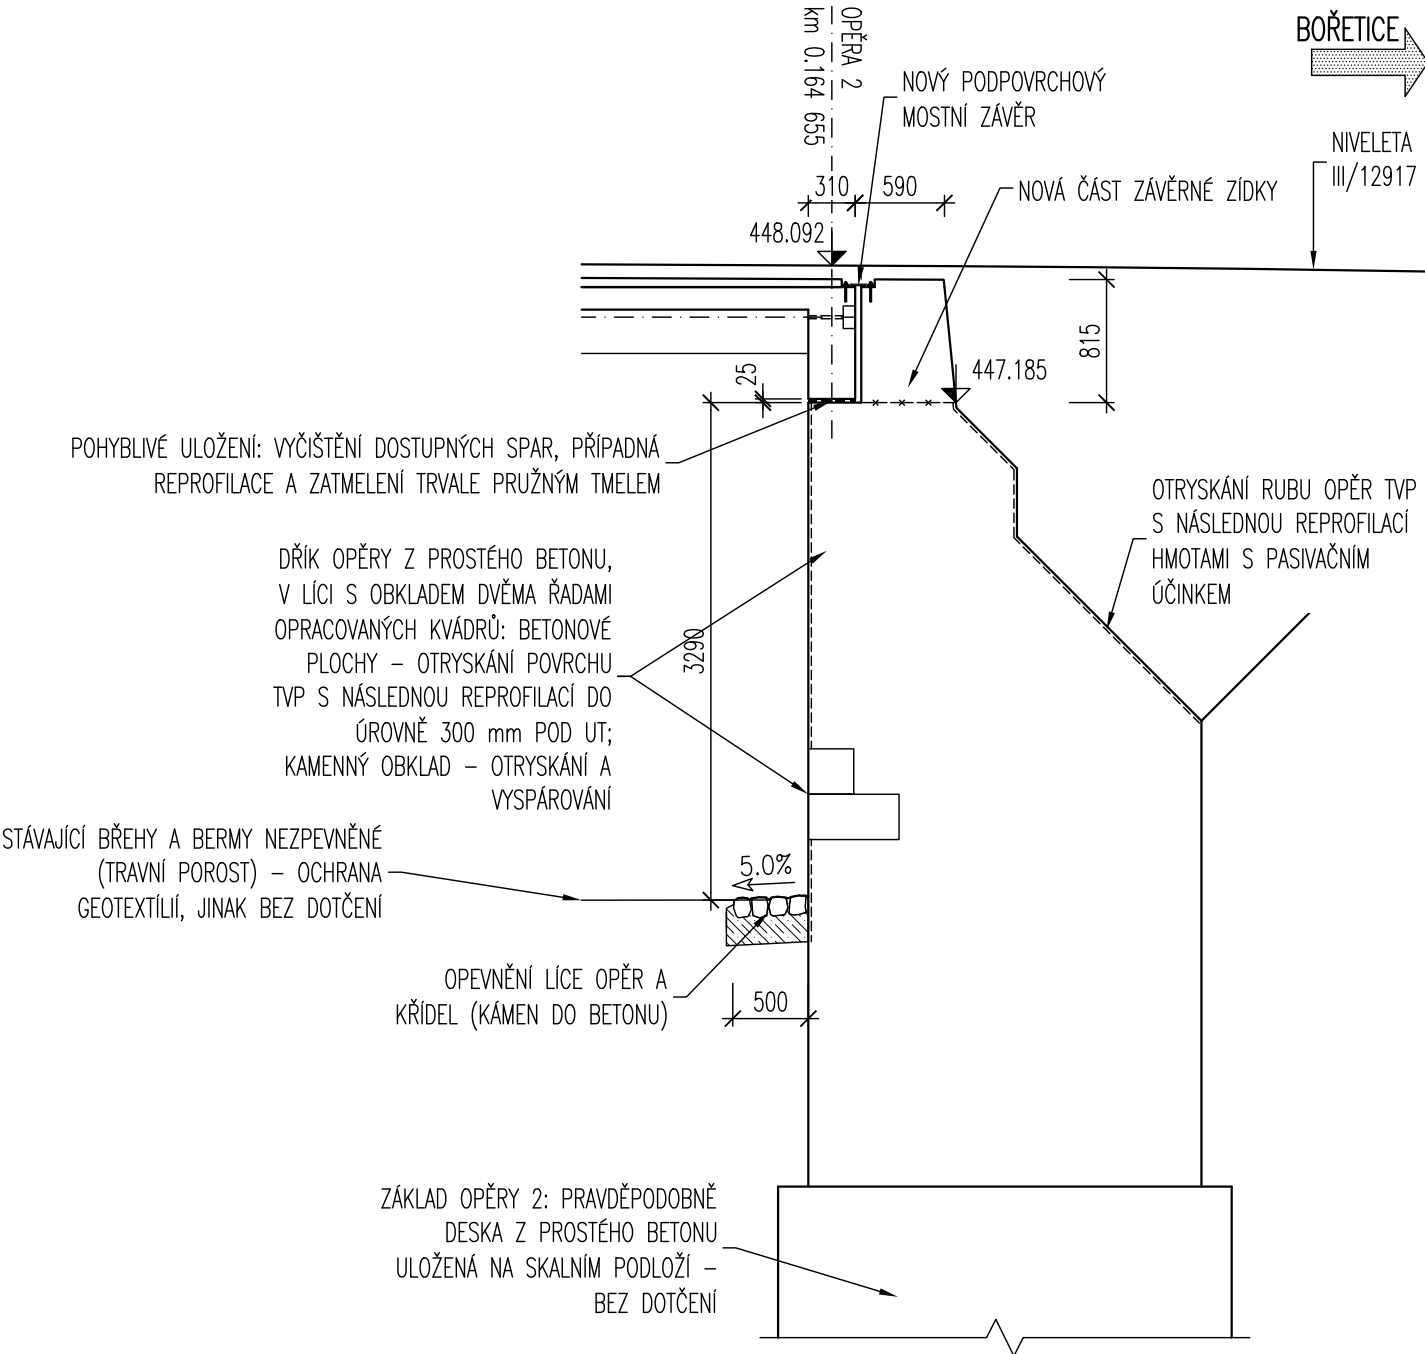 OPĚRA 2
km 0.164 655
BOŘETICE
NOVÝ PODPOVRCHOVÝ
MOSTNÍ ZÁVĚR
NIVELETA
III/12917
310
590
NOVÁ ČÁST ZÁVĚRNÉ ZÍDKY
448.092
815
25
447.185
POHYBLIVÉ ULOŽENÍ: VYČIŠTĚNÍ DOSTUPNÝCH SPAR, PŘÍPADNÁ
REPROFILACE A ZATMELENÍ TRVALE PRUŽNÝM TMELEM
OTRYSKÁNÍ RUBU OPĚR TVP
S NÁSLEDNOU REPROFILACÍ
HMOTAMI S PASIVAČNÍM
ÚČINKEM
DŘÍK OPĚRY Z PROSTÉHO BETONU,
V LÍCI S OBKLADEM DVĚMA ŘADAMI
OPRACOVANÝCH KVÁDRŮ: BETONOVÉ
PLOCHY – OTRYSKÁNÍ POVRCHU
TVP S NÁSLEDNOU REPROFILACÍ DO
ÚROVNĚ 300 mm POD UT;
KAMENNÝ OBKLAD – OTRYSKÁNÍ A
VYSPÁROVÁNÍ
3290
STÁVAJÍCÍ BŘEHY A BERMY NEZPEVNĚNÉ
(TRAVNÍ POROST) – OCHRANA
GEOTEXTÍLIÍ, JINAK BEZ DOTČENÍ
5.0%
OPEVNĚNÍ LÍCE OPĚR A
KŘÍDEL (KÁMEN DO BETONU)
500
ZÁKLAD OPĚRY 2: PRAVDĚPODOBNĚ
DESKA Z PROSTÉHO BETONU
ULOŽENÁ NA SKALNÍM PODLOŽÍ –
BEZ DOTČENÍ